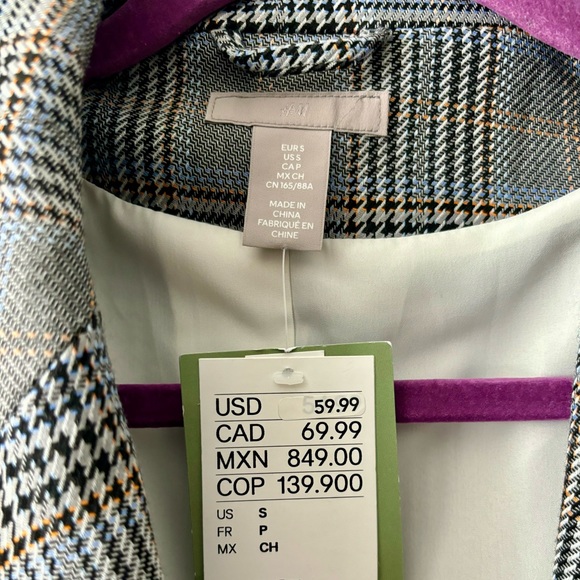 H&M
EUR S
US S
CA P
MX CH
CN 165/88A
MADE IN
CHINA
FABRIQUÉ EN
CHINE
USD 59.99
CAD 69.99
MXN 849.00
COP 139.900
US S
FR P
MX CH